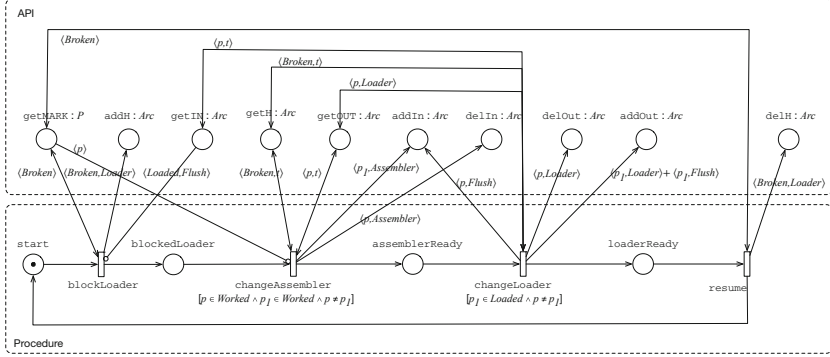 API
⟨Broken⟩
⟨p,t⟩
⟨Broken,t⟩
⟨p,Loader⟩
getMARK : P
addH : Arc
getIN : Arc
getH : Arc
getOUT : Arc
addIn : Arc
delIn : Arc
delOut : Arc
addOut : Arc
delH : Arc
⟨p⟩
⟨Broken⟩
⟨Broken,Loader⟩
⟨Loaded,Flush⟩
⟨Broken,t⟩
⟨p,t⟩
⟨p₁,Assembler⟩
⟨p,Flush⟩
⟨p,Loader⟩
⟨p₁,Loader⟩+ ⟨p₁,Flush⟩
⟨Broken,Loader⟩
⟨p,Assembler⟩
start
blockedLoader
assemblerReady
loaderReady
blockLoader
changeAssembler
changeLoader
resume
[p ∈ Worked ∧ p₁ ∈ Worked ∧ p ≠ p₁]
[p₁ ∈ Loaded ∧ p ≠ p₁]
Procedure